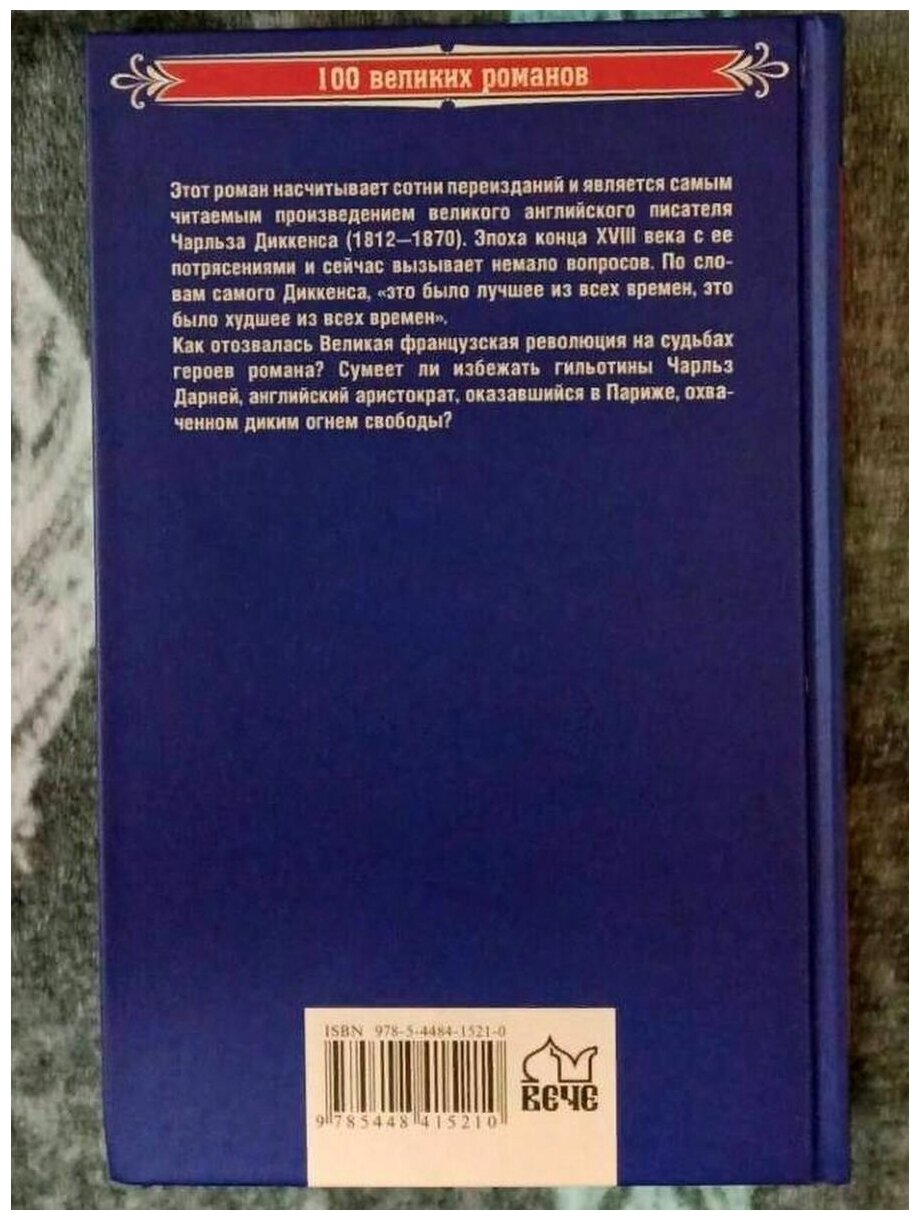 100 великих романов
Этот роман насчитывает сотни переизданий и является самым
читаемым произведением великого английского писателя
Чарльза Диккенса (1812—1870). Эпоха конца XVIII века с ее
потрясениями и сейчас вызывает немало вопросов. По сло-
вам самого Диккенса, «это было лучшее из всех времен, это
было худшее из всех времен».
Как отозвалась Великая французская революция на судьбах
героев романа? Сумеет ли избежать гильотины Чарльз
Дарней, английский аристократ, оказавшийся в Париже, охва-
ченном диким огнем свободы?
ISBN 978-5-4484-1521-0
9 785448 415210
ВЕЧЕ